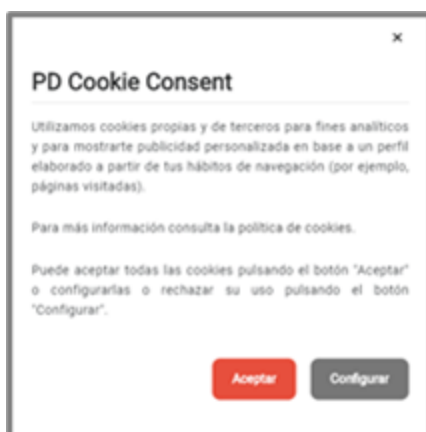 ×
PD Cookie Consent
Utilizamos cookies propias y de terceros para fines analíticos
y para mostrarte publicidad personalizada en base a un perfil
elaborado a partir de tus hábitos de navegación (por ejemplo,
páginas visitadas).
Para más información consulta la política de cookies.
Puede aceptar todas las cookies pulsando el botón "Aceptar"
o configurarlas o rechazar su uso pulsando el botón
"Configurar".
Aceptar Configurar